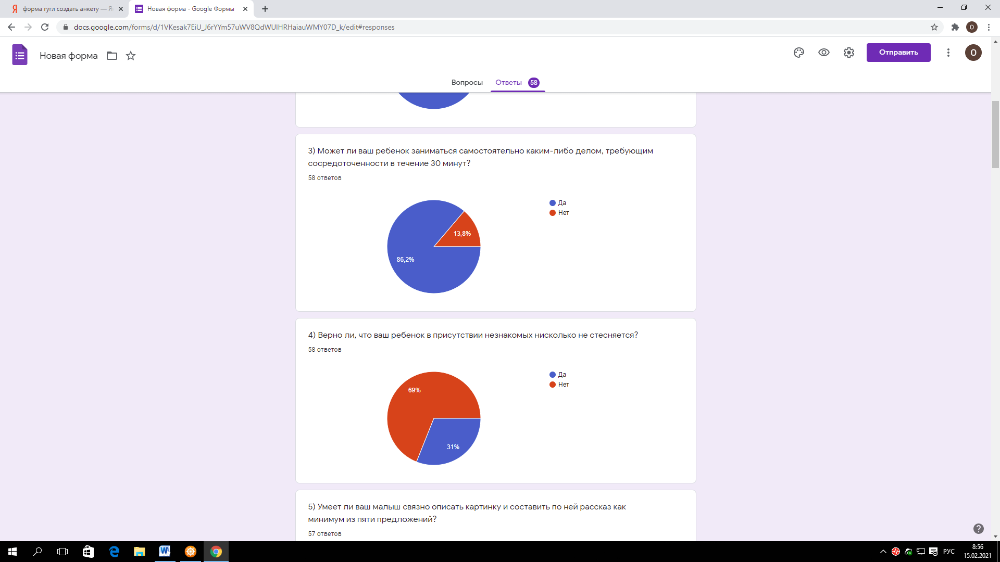 форма гугл создать анкету — Я
Новая форма - Google Формы
docs.google.com/forms/d/1VKesak7EiU_J6rYYm57uWV8QdWUIHRHaiauWMY07D_k/edit#responses
О
Новая форма
Отправить
О
Вопросы
Ответы 58
3) Может ли ваш ребенок заниматься самостоятельно каким-либо делом, требующим
сосредоточенности в течение 30 минут?
58 ответов
Да
Нет
13,8%
86,2%
4) Верно ли, что ваш ребенок в присутствии незнакомых нисколько не стесняется?
58 ответов
Да
Нет
69%
31%
5) Умеет ли ваш малыш связно описать картинку и составить по ней рассказ как
минимум из пяти предложений?
57 ответов
РУС
8:56
15.02.2021